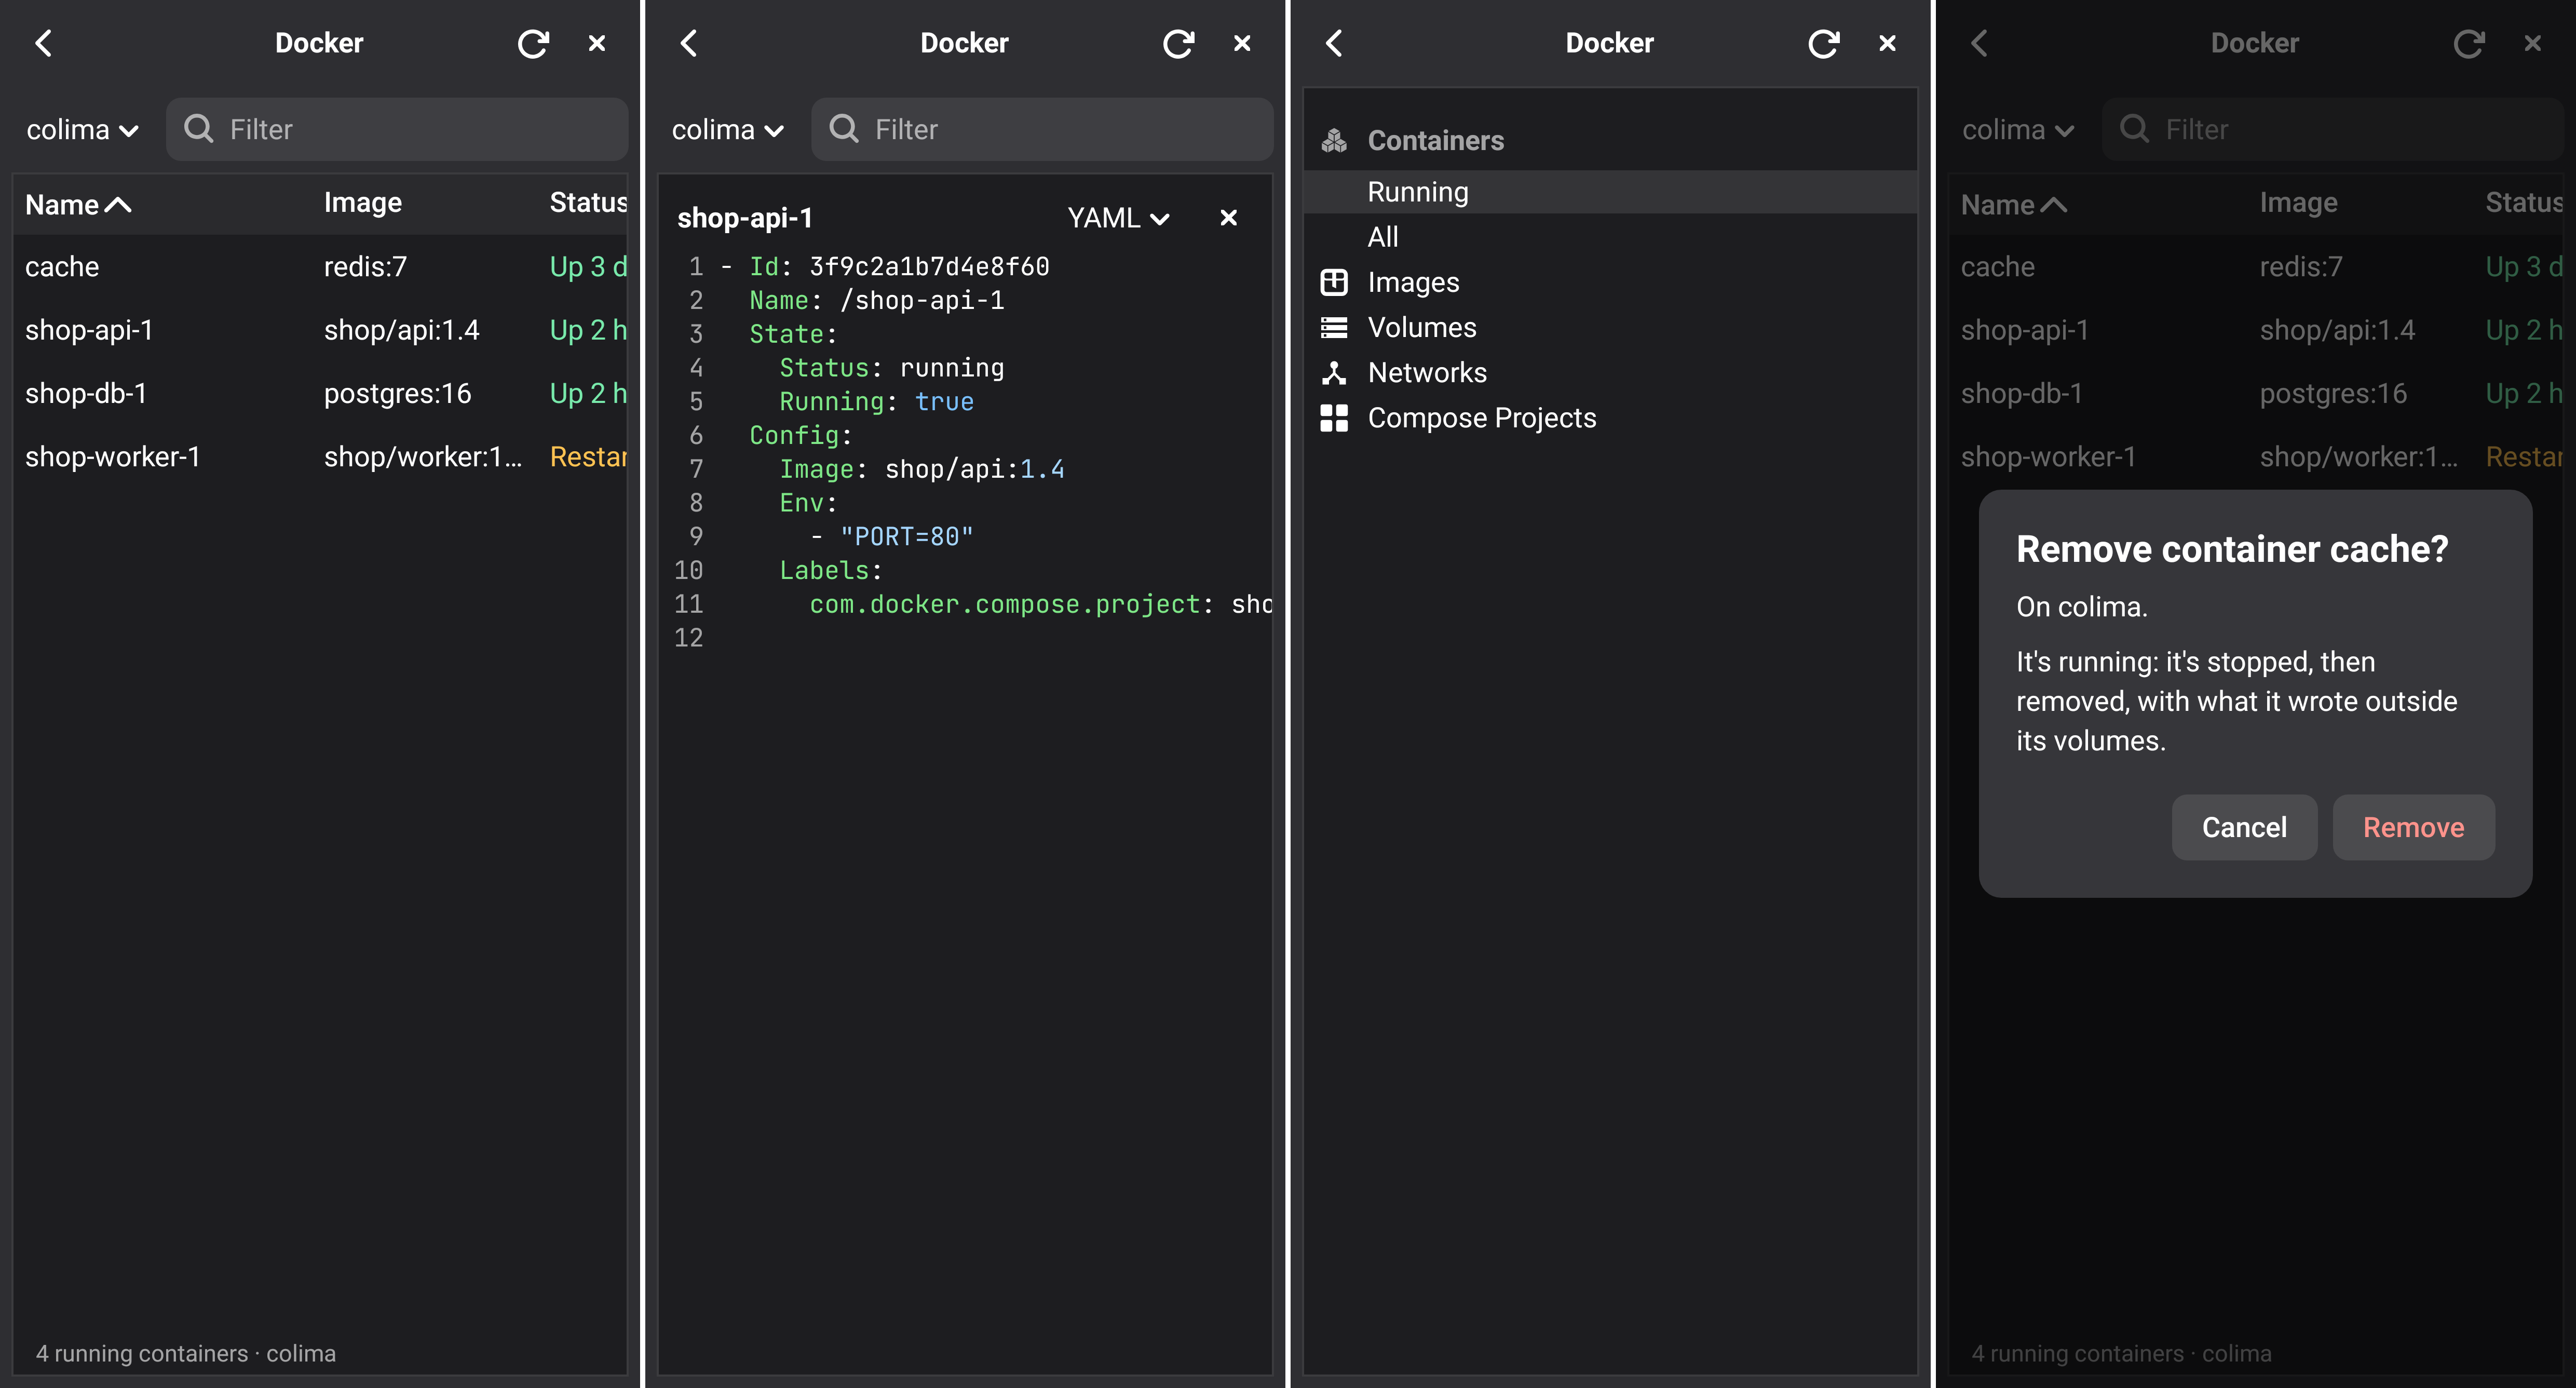 Docker
colima
Filter
Name Image Status
cache redis:7 Up 3 d
shop-api-1 shop/api:1.4 Up 2 h
shop-db-1 postgres:16 Up 2 h
shop-worker-1 shop/worker:1... Restar
4 running containers · colima
Docker
colima
Filter
shop-api-1 YAML
1 - Id: 3f9c2a1b7d4e8f60
2 Name: /shop-api-1
3 State:
4 Status: running
5 Running: true
6 Config:
7 Image: shop/api:1.4
8 Env:
9 - "PORT=80"
10 Labels:
11 com.docker.compose.project: sho
12
Docker
Containers
Running
All
Images
Volumes
Networks
Compose Projects
Docker
colima
Filter
Name Image Status
cache redis:7 Up 3 d
shop-api-1 shop/api:1.4 Up 2 h
shop-db-1 postgres:16 Up 2 h
shop-worker-1 shop/worker:1... Restar
Remove container cache?
On colima.
It's running: it's stopped, then
removed, with what it wrote outside
its volumes.
Cancel Remove
4 running containers · colima